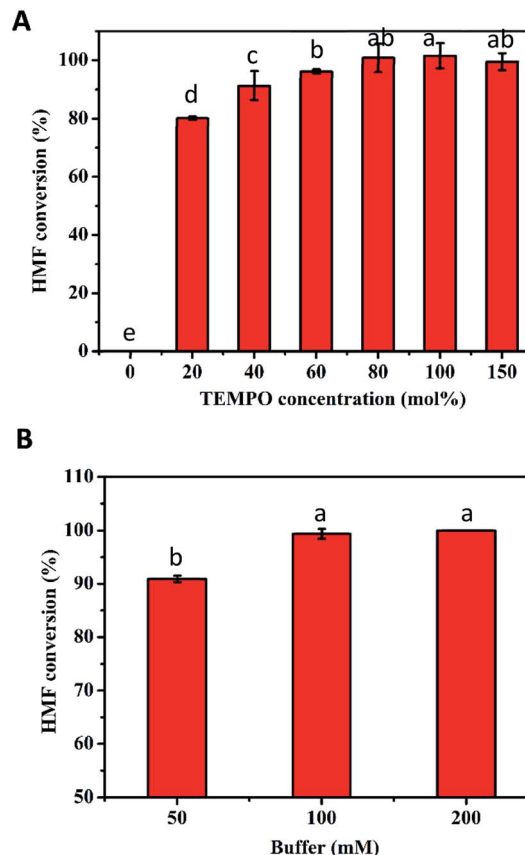 A
HMF conversion (%)
100
80
60
40
20
0
e
d
c
b
ab
a
ab
0 20 40 60 80 100 150
TEMPO concentration (mol%)
B
HMF conversion (%)
110
100
90
80
70
60
50
b
a
a
50 100 200
Buffer (mM)